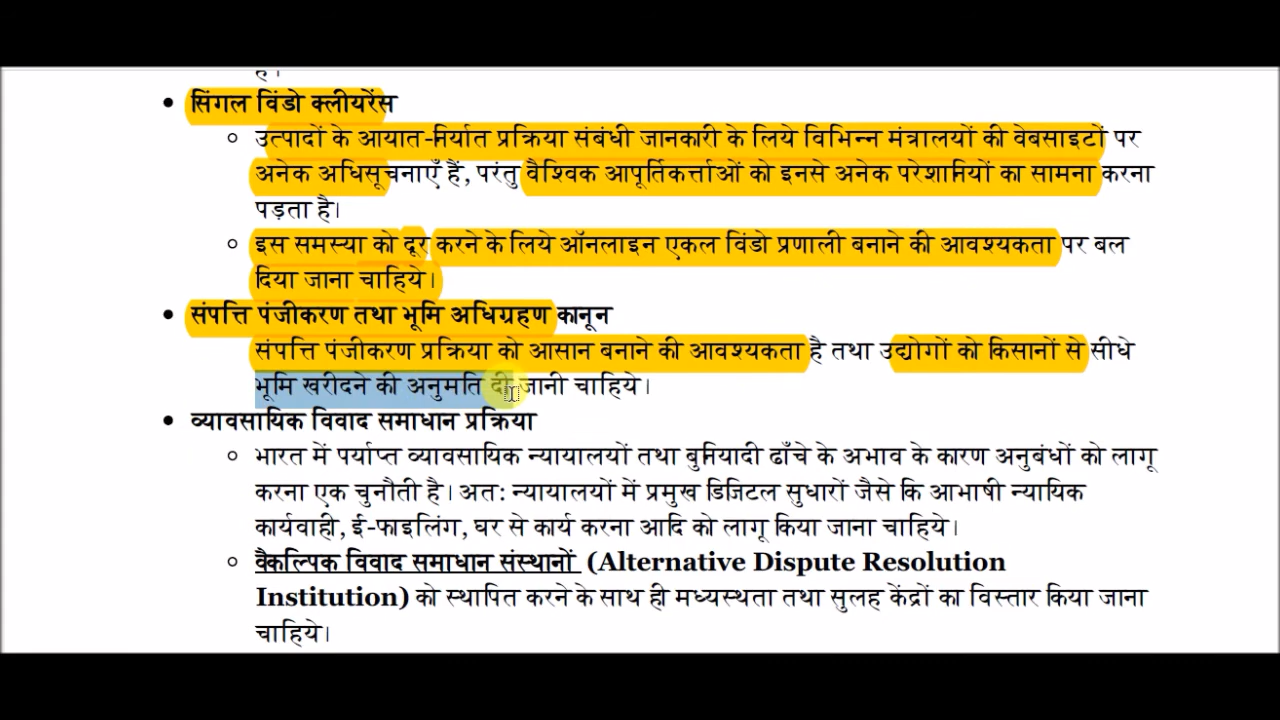 है।
• सिंगल विंडो क्लीयरेंस
○ उत्पादों के आयात-निर्यात प्रक्रिया संबंधी जानकारी के लिये विभिन्न मंत्रालयों की वेबसाइटों पर
अनेक अधिसूचनाएँ हैं, परंतु वैश्विक आपूर्तिकर्त्ताओं को इनसे अनेक परेशानियों का सामना करना
पड़ता है।
○ इस समस्या को दूर करने के लिये ऑनलाइन एकल विंडो प्रणाली बनाने की आवश्यकता पर बल
दिया जाना चाहिये।
• संपत्ति पंजीकरण तथा भूमि अधिग्रहण कानून
संपत्ति पंजीकरण प्रक्रिया को आसान बनाने की आवश्यकता है तथा उद्योगों को किसानों से सीधे
भूमि खरीदने की अनुमति दी जानी चाहिये।
• व्यावसायिक विवाद समाधान प्रक्रिया
○ भारत में पर्याप्त व्यावसायिक न्यायालयों तथा बुनियादी ढाँचे के अभाव के कारण अनुबंधों को लागू
करना एक चुनौती है। अत: न्यायालयों में प्रमुख डिजिटल सुधारों जैसे कि आभाषी न्यायिक
कार्यवाही, ई-फाइलिंग, घर से कार्य करना आदि को लागू किया जाना चाहिये।
○ वैकल्पिक विवाद समाधान संस्थानों (Alternative Dispute Resolution
Institution) को स्थापित करने के साथ ही मध्यस्थता तथा सुलह केंद्रों का विस्तार किया जाना
चाहिये।